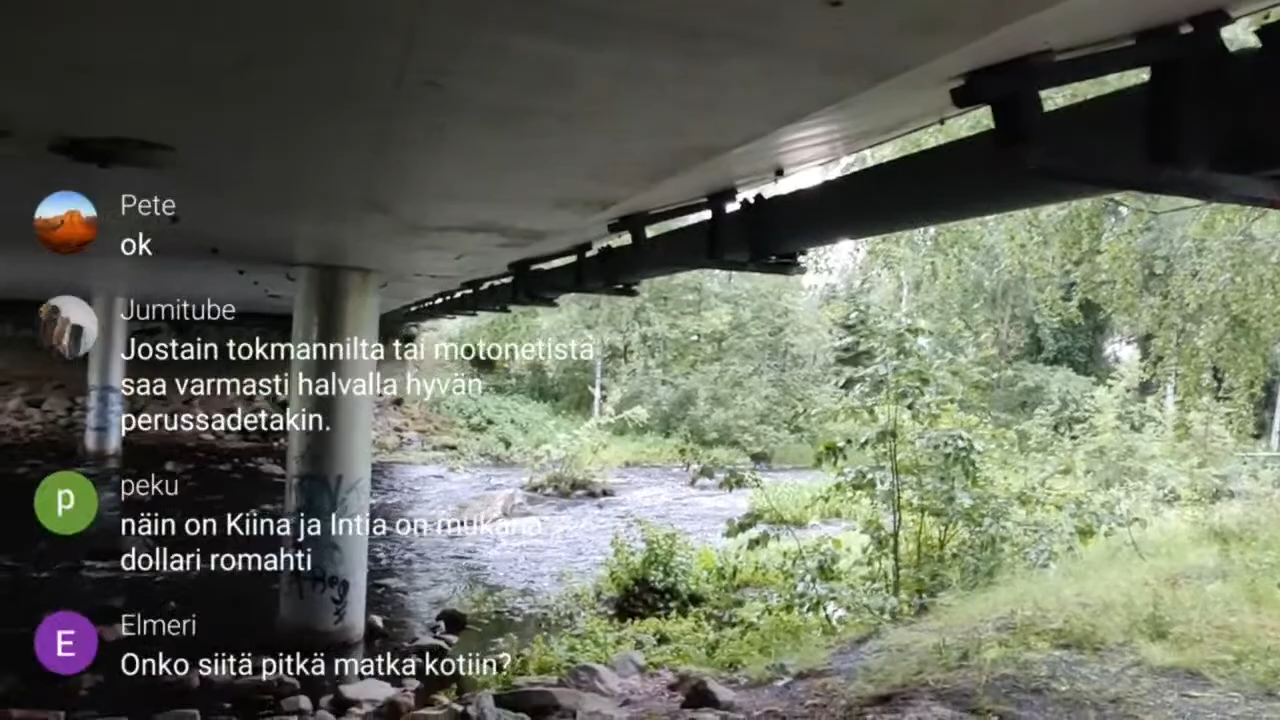 Pete
ok
Jumitube
Jostain tokmannilta tai motonetistä
saa varmasti halvalla hyvän
perussadetakin.
p
peku
näin on Kiina ja Intia on mukana
dollari romahti
E
Elmeri
Onko siitä pitkä matka kotiin?